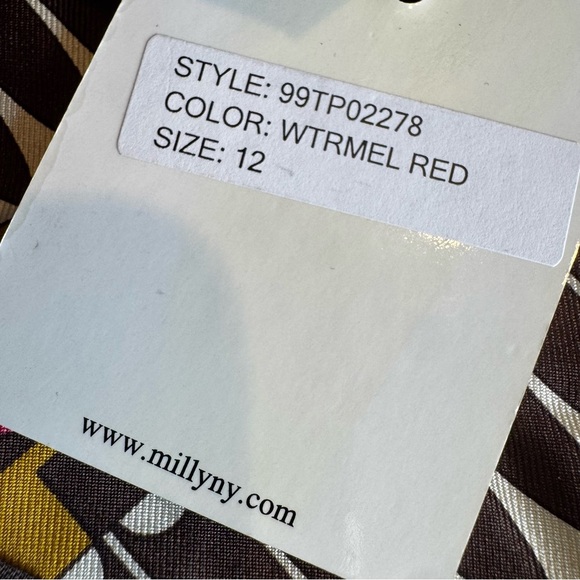 STYLE: 99TP02278
COLOR: WTRMEL RED
SIZE: 12
www.millyny.com